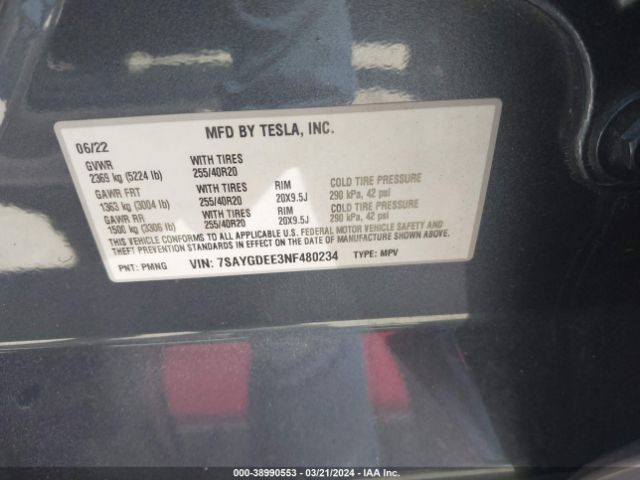 MFD BY TESLA, INC.
06/22
GVWR WITH TIRES
2369 kg (5224 lb) 255/40R20
GAWR FRT WITH TIRES RIM COLD TIRE PRESSURE
1363 kg (3004 lb) 255/40R20 20X9.5J 290 kPa, 42 psi
GAWR RR WITH TIRES RIM COLD TIRE PRESSURE
1500 kg (3306 lb) 255/40R20 20X9.5J 290 kPa, 42 psi
THIS VEHICLE CONFORMS TO ALL APPLICABLE U.S. FEDERAL MOTOR VEHICLE SAFETY AND
THEFT PREVENTION STANDARDS IN EFFECT ON THE DATE OF MANUFACTURE SHOWN ABOVE.
PNT: PMNG VIN: 7SAYGDEE3NF480234 TYPE: MPV
000-38990553 — 03/21/2024 — IAA Inc.